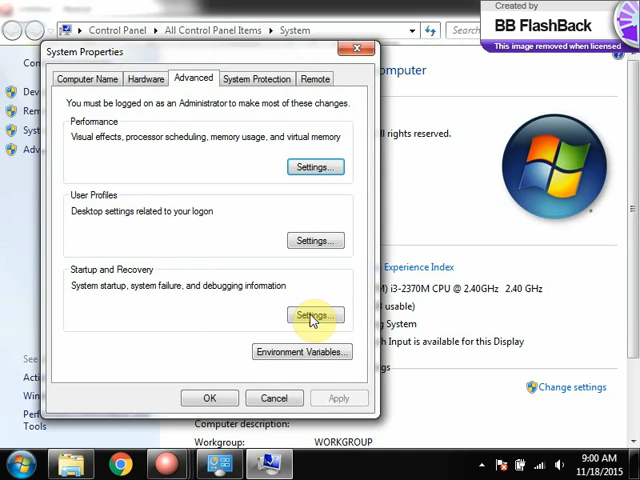 Created by
BB FlashBack
This image removed when licensed
Control Panel
All Control Panel Items
System
System Properties
Computer Name
Hardware
Advanced
System Protection
Remote
You must be logged on as an Administrator to make most of these changes.
Performance
Visual effects, processor scheduling, memory usage, and virtual memory
Settings...
User Profiles
Desktop settings related to your logon
Settings...
Startup and Recovery
System startup, system failure, and debugging information
Settings...
Environment Variables...
OK
Cancel
Apply
ll rights reserved.
Experience Index
i3-2370M CPU @ 2.40GHz 2.40 GHz
usable)
System
Input is available for this Display
Change settings
Computer description:
Workgroup:
WORKGROUP
See
Tools
9:00 AM
11/18/2015